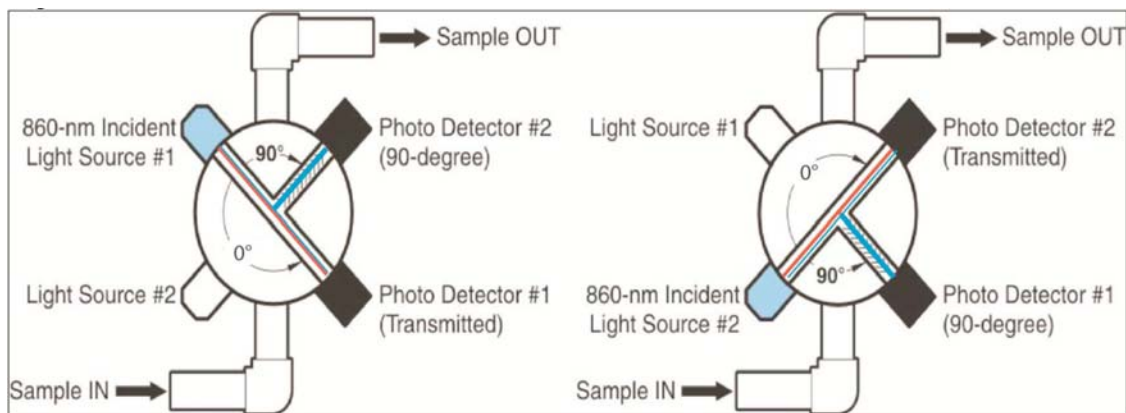 Sample OUT
860-nm Incident
Light Source #1
90°
Photo Detector #2
(90-degree)
0°
Light Source #2
Photo Detector #1
(Transmitted)
Sample IN
Sample OUT
Light Source #1
0°
Photo Detector #2
(Transmitted)
90°
860-nm Incident
Light Source #2
Photo Detector #1
(90-degree)
Sample IN